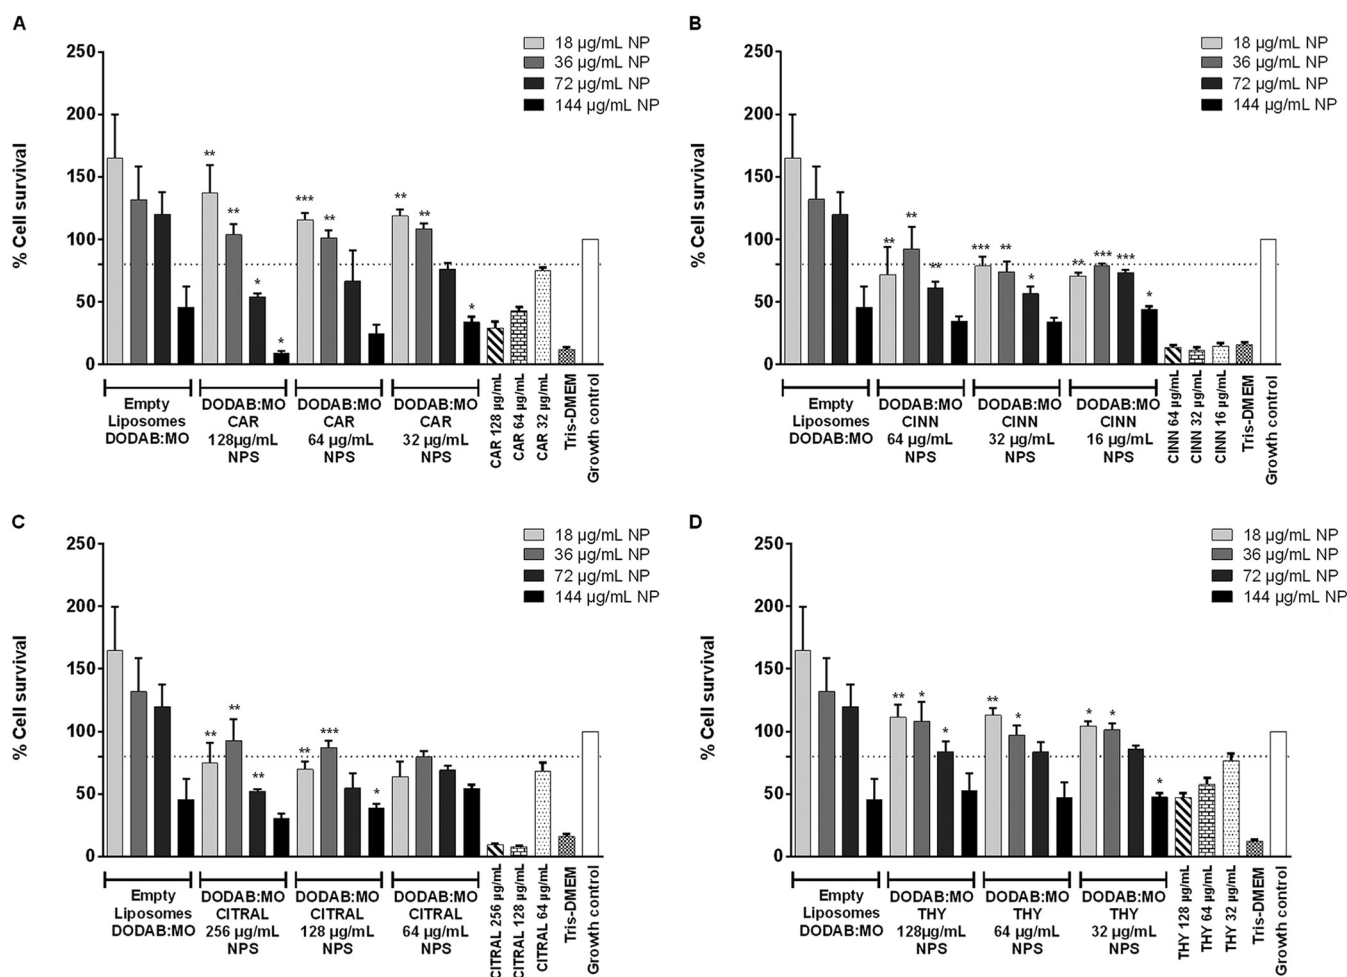 A
% Cell survival
250
200
150
100
50
0
18 µg/mL NP
36 µg/mL NP
72 µg/mL NP
144 µg/mL NP
** ** * *
*** **
** ** *
Empty
Liposomes
DODAB:MO
DODAB:MO
CAR
128µg/mL
NPS
DODAB:MO
CAR
64 µg/mL
NPS
DODAB:MO
CAR
32 µg/mL
NPS
CAR 128 µg/mL
CAR 64 µg/mL
CAR 32 µg/mL
Tris-DMEM
Growth control
B
% Cell survival
250
200
150
100
50
0
18 µg/mL NP
36 µg/mL NP
72 µg/mL NP
144 µg/mL NP
** ** **
*** ** *
** *** *** *
Empty
Liposomes
DODAB:MO
DODAB:MO
CINN
64 µg/mL
NPS
DODAB:MO
CINN
32 µg/mL
NPS
DODAB:MO
CINN
16 µg/mL
NPS
CINN 64 µg/mL
CINN 32 µg/mL
CINN 16 µg/mL
Tris-DMEM
Growth control
C
% Cell survival
250
200
150
100
50
0
18 µg/mL NP
36 µg/mL NP
72 µg/mL NP
144 µg/mL NP
** ** **
** *** *
Empty
Liposomes
DODAB:MO
DODAB:MO
CITRAL
256 µg/mL
NPS
DODAB:MO
CITRAL
128 µg/mL
NPS
DODAB:MO
CITRAL
64 µg/mL
NPS
CITRAL 256 µg/mL
CITRAL 128 µg/mL
CITRAL 64 µg/mL
Tris-DMEM
Growth control
D
% Cell survival
250
200
150
100
50
0
18 µg/mL NP
36 µg/mL NP
72 µg/mL NP
144 µg/mL NP
** * *
** *
* * *
Empty
Liposomes
DODAB:MO
DODAB:MO
THY
128µg/mL
NPS
DODAB:MO
THY
64 µg/mL
NPS
DODAB:MO
THY
32 µg/mL
NPS
THY 128 µg/mL
THY 64 µg/mL
THY 32 µg/mL
Tris-DMEM
Growth control